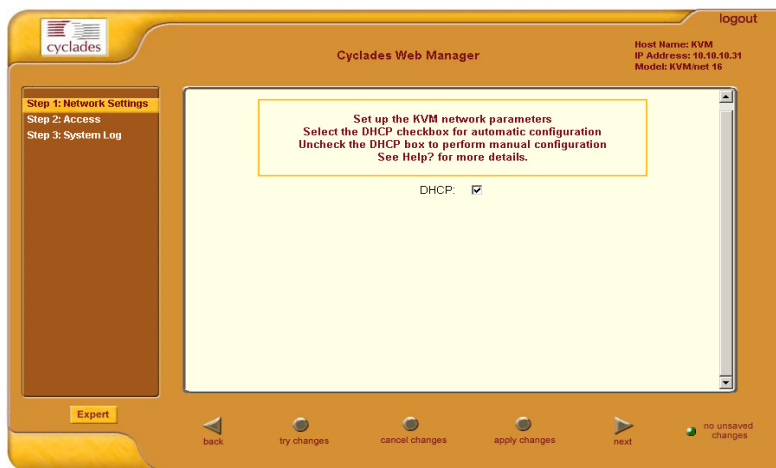 logout
cyclades
Cyclades Web Manager
Host Name: KVM
IP Address: 10.10.10.31
Model: KVM/net 16
Step 1: Network Settings
Step 2: Access
Step 3: System Log
Set up the KVM network parameters
Select the DHCP checkbox for automatic configuration
Uncheck the DHCP box to perform manual configuration
See Help? for more details.
DHCP:
Expert
back
try changes
cancel changes
apply changes
next
no unsaved
changes